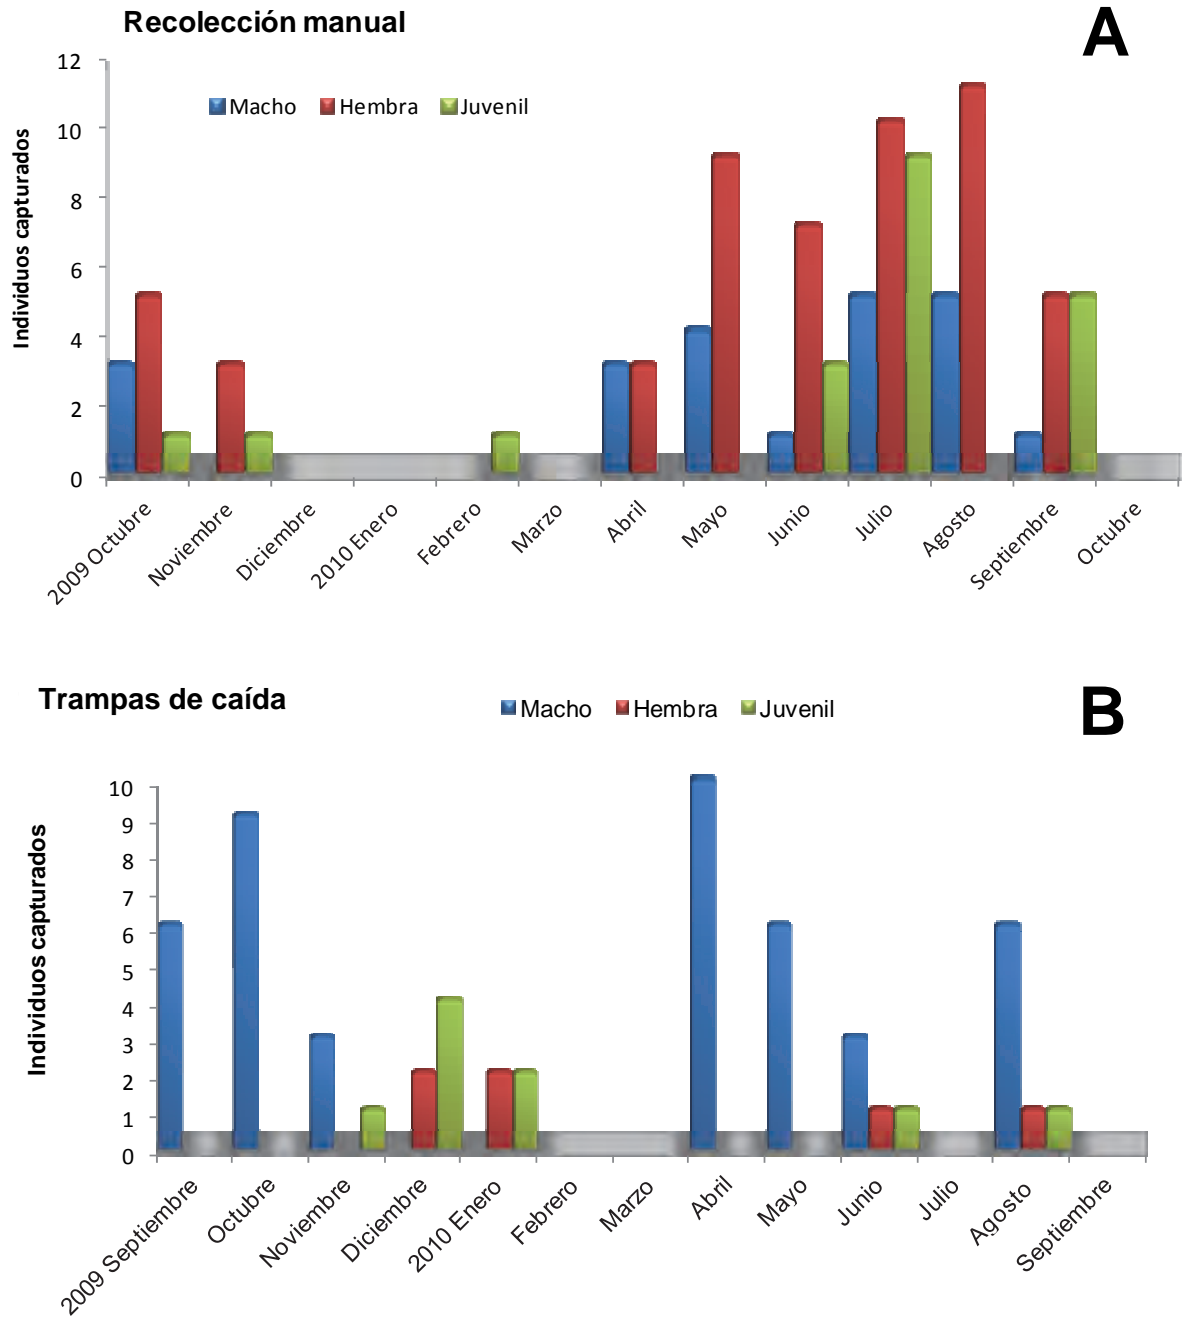 Recolección manual
A
Macho Hembra Juvenil
Individuos capturados
12
10
8
6
4
2
0
2009 Octubre
Noviembre
Diciembre
2010 Enero
Febrero
Marzo
Abril
Mayo
Junio
Julio
Agosto
Septiembre
Octubre
Trampas de caída
B
Macho Hembra Juvenil
Individuos capturados
10
9
8
7
6
5
4
3
2
1
0
2009 Septiembre
Octubre
Noviembre
Diciembre
2010 Enero
Febrero
Marzo
Abril
Mayo
Junio
Julio
Agosto
Septiembre